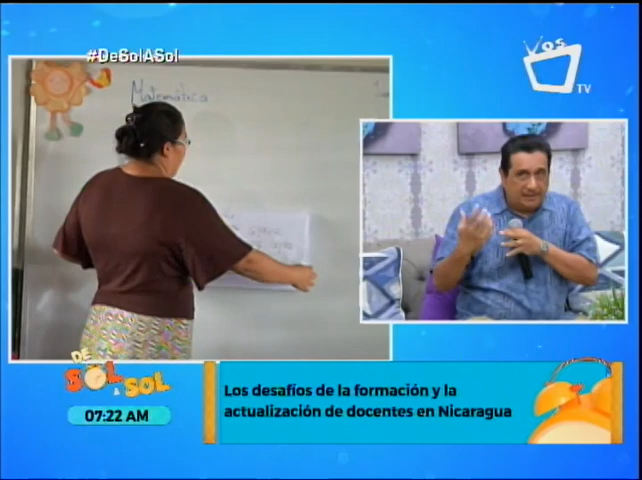 #DeSolASol
VOS
TV
Matemática
DE
SOL
A
SOL
07:22 AM
Los desafíos de la formación y la
actualización de docentes en Nicaragua